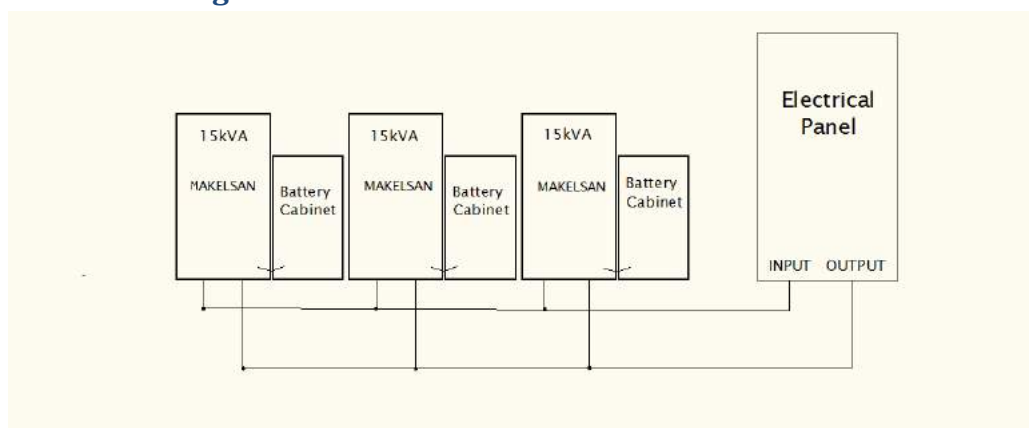 15kVA
MAKELSAN
Battery
Cabinet
15kVA
MAKELSAN
Battery
Cabinet
15kVA
MAKELSAN
Battery
Cabinet
Electrical
Panel
INPUT OUTPUT